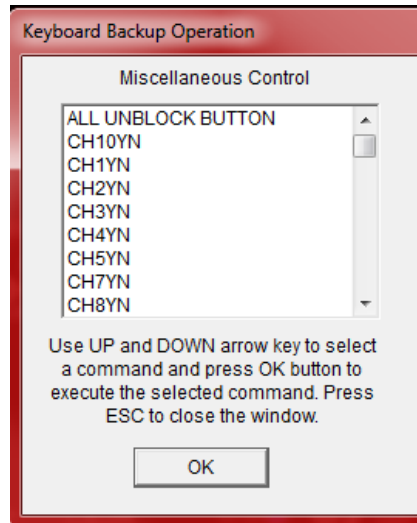 Keyboard Backup Operation
Miscellaneous Control
ALL UNBLOCK BUTTON
CH10YN
CH1YN
CH2YN
CH3YN
CH4YN
CH5YN
CH7YN
CH8YN
Use UP and DOWN arrow key to select
a command and press OK button to
execute the selected command. Press
ESC to close the window.
OK